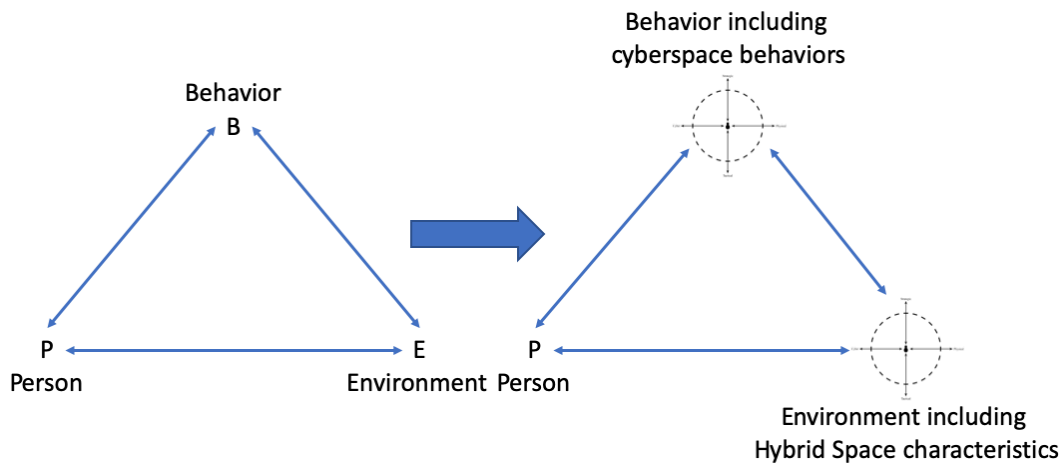 Behavior including
cyberspace behaviors
Behavior
B
P
E
P
Person
Environment
Person
Environment including
Hybrid Space characteristics